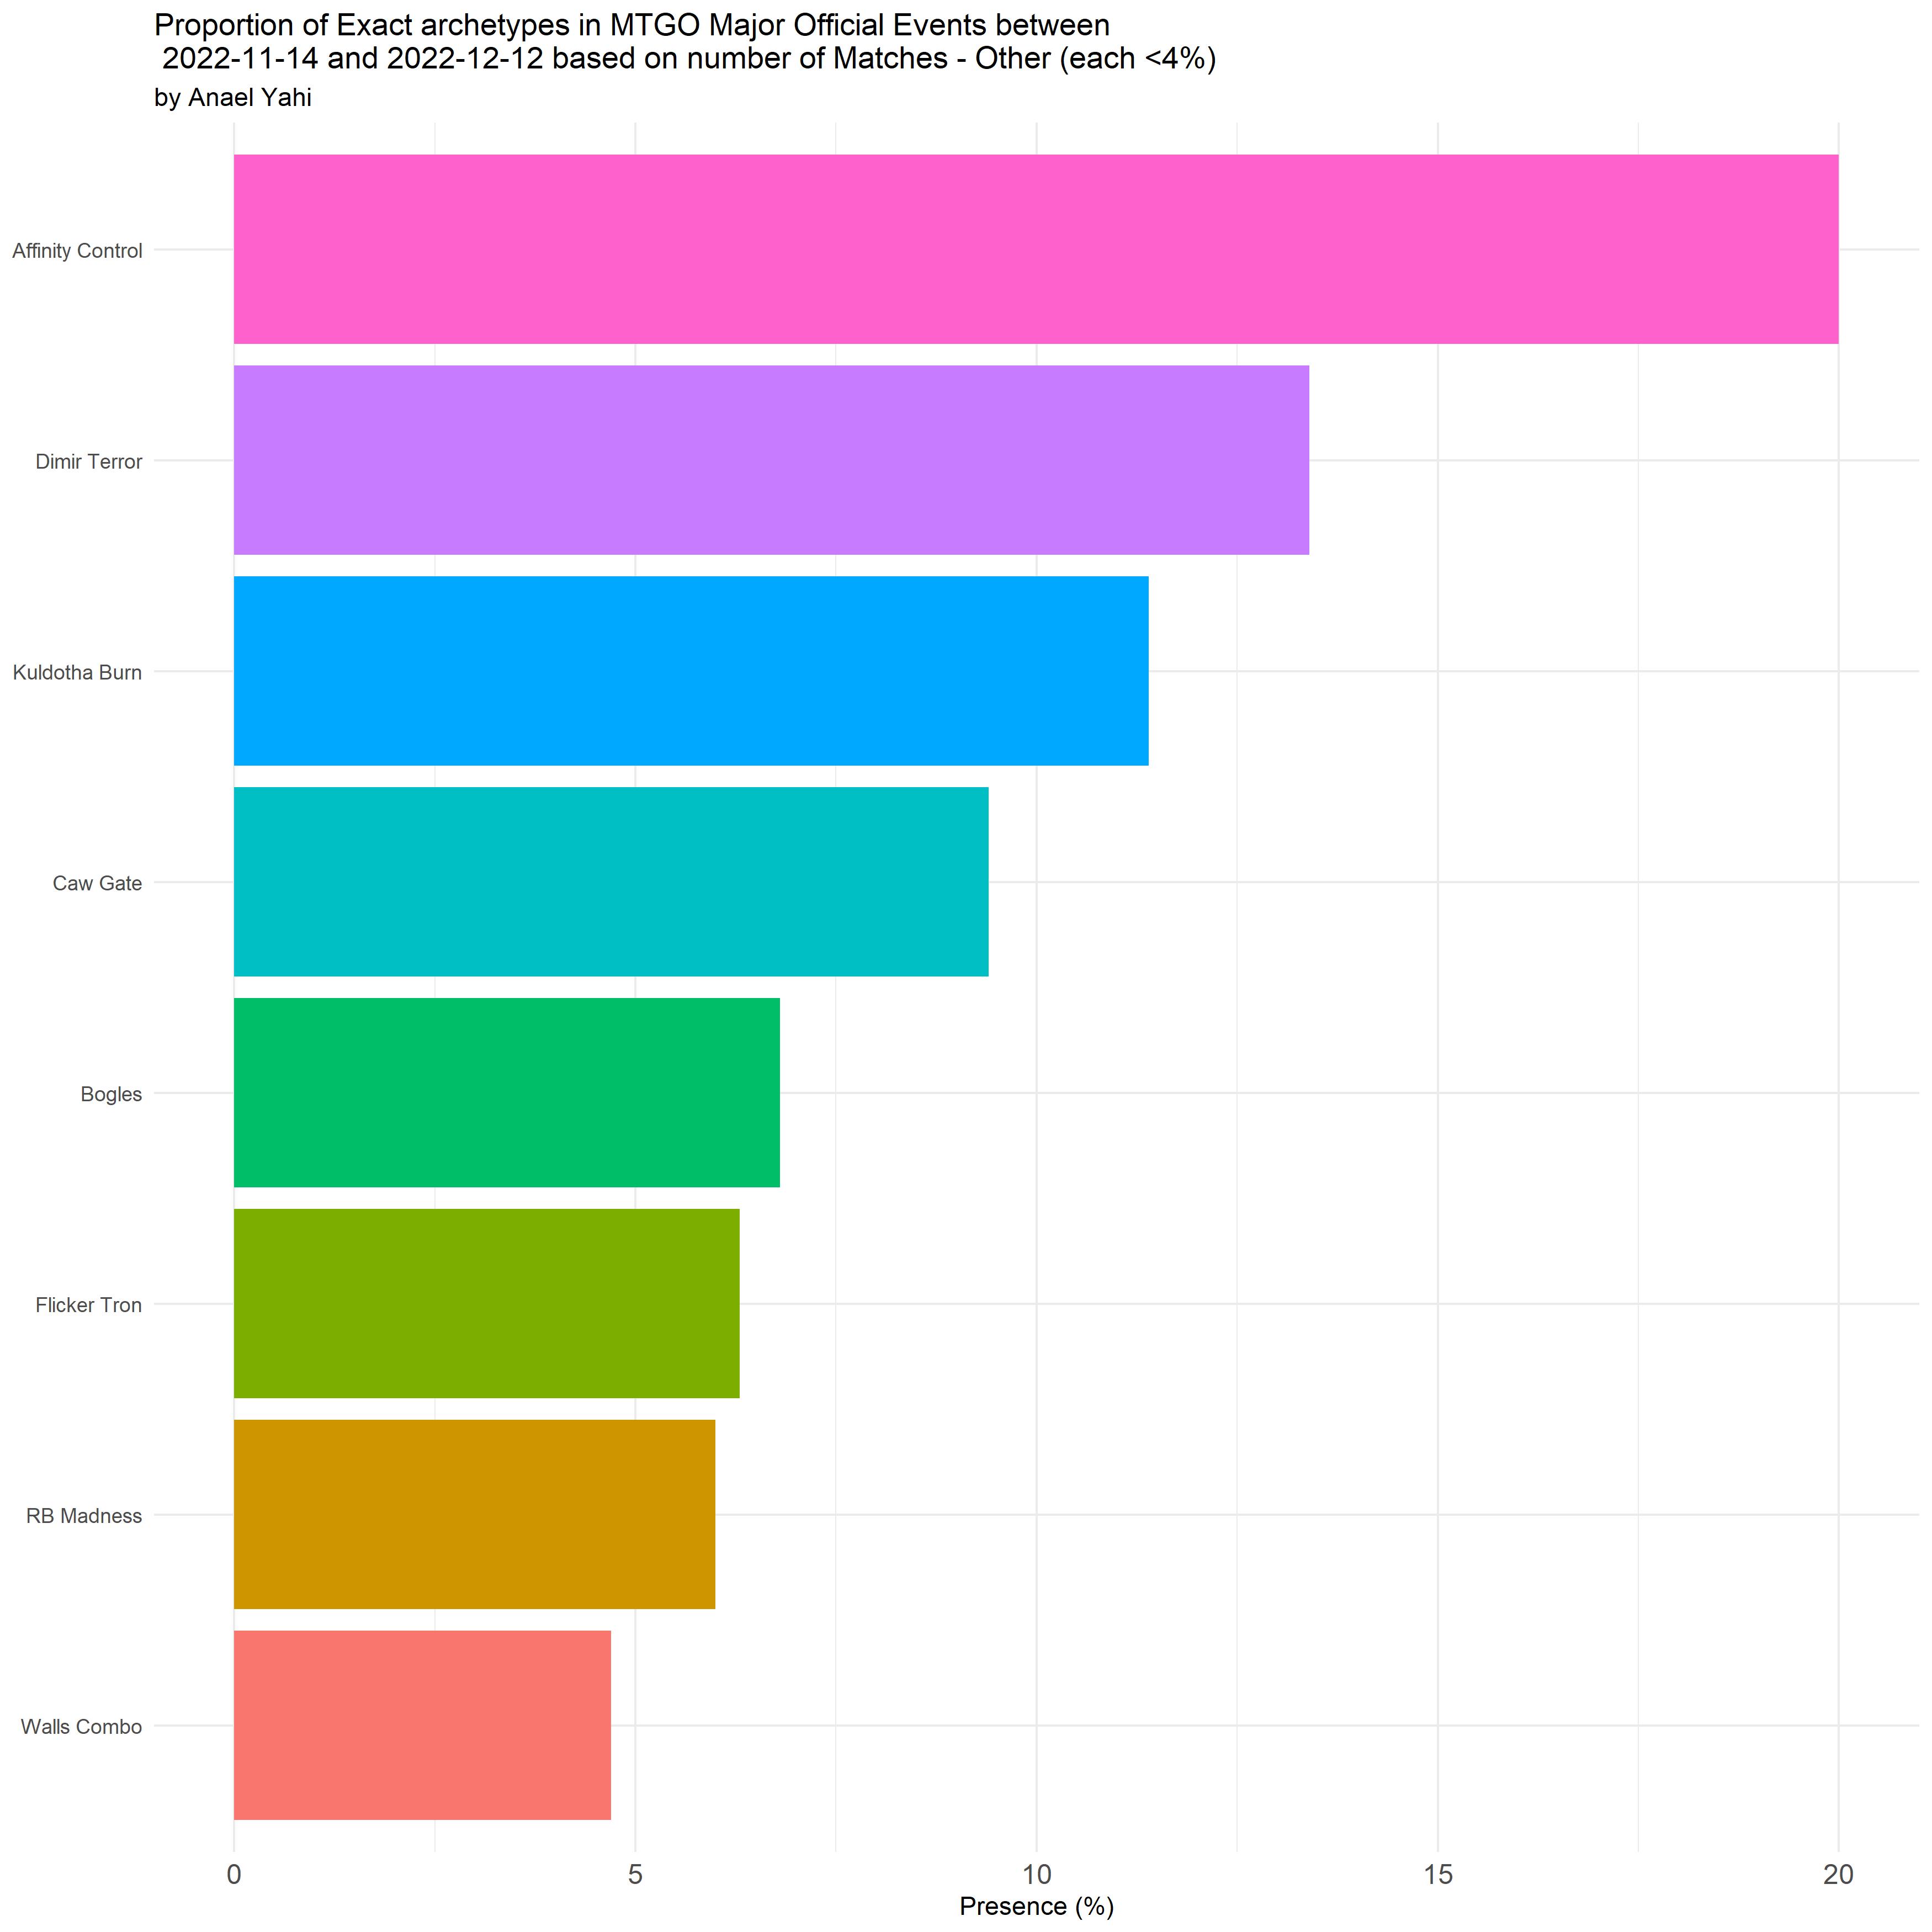 Proportion of Exact archetypes in MTGO Major Official Events between
2022-11-14 and 2022-12-12 based on number of Matches - Other (each <4%)
by Anael Yahi
Affinity Control
Dimir Terror
Kuldotha Burn
Caw Gate
Bogles
Flicker Tron
RB Madness
Walls Combo
0 5 10 15 20
Presence (%)